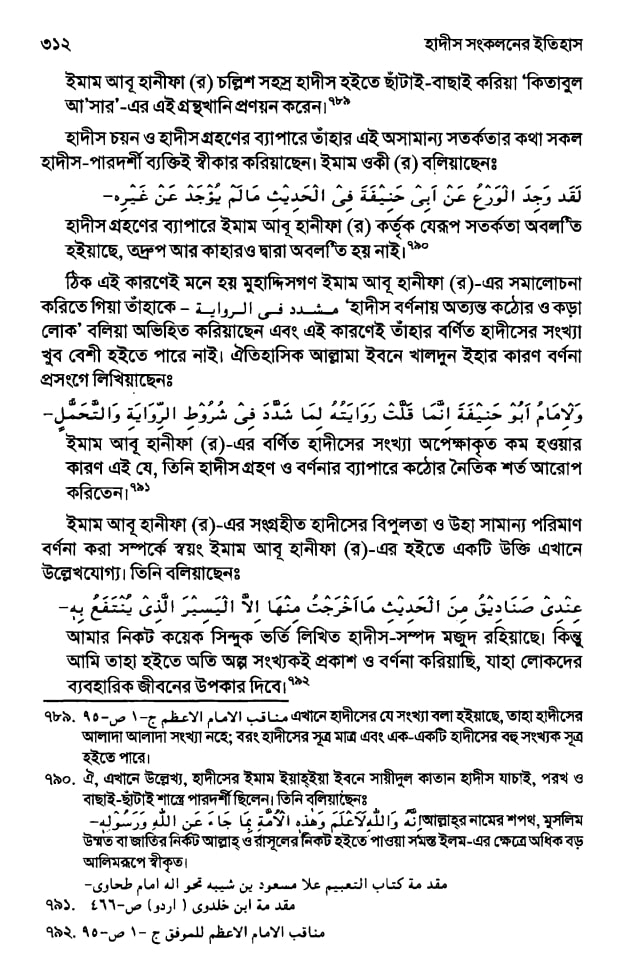 ৩১২ হাদীস সংকলনের ইতিহাস
ইমাম আবূ হানীফা (র) চল্লিশ সহস্র হাদীস হইতে ছাঁটাই-বাছাই করিয়া ‘কিতাবুল
আ'সার’-এর এই গ্রন্থখানি প্রণয়ন করেন।৭৮৯
হাদীস চয়ন ও হাদীস গ্রহণের ব্যাপারে তাঁহার এই অসামান্য সতর্কতার কথা সকল
হাদীস-পারদর্শী ব্যক্তিই স্বীকার করিয়াছেন। ইমাম ওকী (র) বলিয়াছেনঃ
لَقَد وَجِدَ الْوَرْعُ عَنْ اَبِىْ حَنِيْفَةَ فِى الْحَدِيْثِ مَالَمْ يُوْجَدْ عَنْ غَيْرِه–
হাদীস গ্রহণের ব্যাপারে ইমাম আবূ হানীফা (র) কর্তৃক যেরূপ সতর্কতা অবলম্বিত
হইয়াছে, তদ্রুপ আর কাহারও দ্বারা অবলম্বিত হয় নাই।৭৯০
ঠিক এই কারণেই মনে হয় মুহাদ্দিসগণ ইমাম আবূ হানীফা (র)-এর সমালোচনা
করিতে গিয়া তাঁহাকে – مشدد فى الرواية ‘হাদীস বর্ণনায় অত্যন্ত কঠোর ও কড়া
লোক’ বলিয়া অভিহিত করিয়াছেন এবং এই কারণেই তাঁহার বর্ণিত হাদীসের সংখ্যা
খুব বেশী হইতে পারে নাই। ঐতিহাসিক আল্লামা ইবনে খালদুন ইহার কারণ বর্ণনা
প্রসংগে লিখিয়াছেনঃ
وَلاِمَامُ اَبُوْ حَنِيْفَةَ اِنَّمَا قَلَّتْ رِوَايَتُهُ لِمَا شَدَّدَ فِىْ شُرُوْطِ الرِّوَايَةِ وَالتَّحَمُّلِ–
ইমাম আবূ হানীফা (র)-এর বর্ণিত হাদীসের সংখ্যা অপেক্ষাকৃত কম হওয়ার
কারণ এই যে, তিনি হাদীস গ্রহণ ও বর্ণনার ব্যাপারে কঠোর নৈতিক শর্ত আরোপ
করিতেন।৭৯১
ইমাম আবূ হানীফা (র)-এর সংগ্রহীত হাদীসের বিপুলতা ও উহা সামান্য পরিমাণ
বর্ণনা করা সম্পর্কে স্বয়ং ইমাম আবূ হানীফা (র)-এর হইতে একটি উক্তি এখানে
উল্লেখযোগ্য। তিনি বলিয়াছেনঃ
عِنْدِىْ صَنَادِيْقُ مِنَ الْحَدِيْثِ مَااَخْرَجْتُ مِنْهَا اِلاَّ الْيَسِيْرَ الَّذِىْ يُنْتَفَعُ بِهٖ–
আমার নিকট কয়েক সিন্দুক ভর্তি লিখিত হাদীস-সম্পদ মজুদ রহিয়াছে। কিন্তু
আমি তাহা হইতে অতি অল্প সংখ্যকই প্রকাশ ও বর্ণনা করিয়াছি, যাহা লোকদের
ব্যবহারিক জীবনের উপকার দিবে।৭৯২
৭৮৯. مناقب الامام الاعظم ج–١ ص–٩٥ এখানে হাদীসের যে সংখ্যা বলা হইয়াছে, তাহা হাদীসের
আলাদা আলাদা সংখ্যা নহে; বরং হাদীসের সূত্র মাত্র এবং এক-একটি হাদীসের বহু সংখ্যক সূত্র
হইতে পারে।
৭৯০. ঐ, এখানে উল্লেখ্য, হাদীসের ইমাম ইয়াহ্‌ইয়া ইবনে সায়ীদুল কাতান হাদীস যাচাই, পরখ ও
বাছাই-ছাঁটাই শাস্ত্রে পারদর্শী ছিলেন। তিনি বলিয়াছেনঃ
اِنَّهُ وَاللهِ لاَعْلَمَ وَهٰذِهِ الْاُمَّةِ بِمَا جَاءَ عَنِ اللهِ وَرَسُوْلِهِ– আল্লাহ্‌র নামের শপথ, মুসলিম
উম্মত বা জাতির নিকট আল্লাহ্ ও রাসূলের নিকট হইতে পাওয়া সমস্ত ইলম-এর ক্ষেত্রে অধিক বড়
আলিমরূপে স্বীকৃত।
مقد مة كتاب التعبيم علا مسعود بن شيبه تحو اله امام طحاوى–
৭৯১. مقد مة ابن خلدوى (اردو) ص–٤٦٦
৭৯২. مناقب الامام الاعظم للموفق ج –١ ص–٩٥